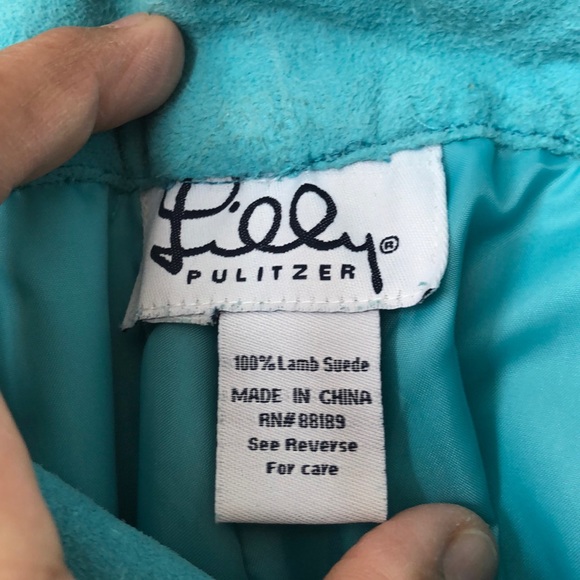 Lilly®
PULITZER
100% Lamb Suede
MADE IN CHINA
RN# 88189
See Reverse
For care